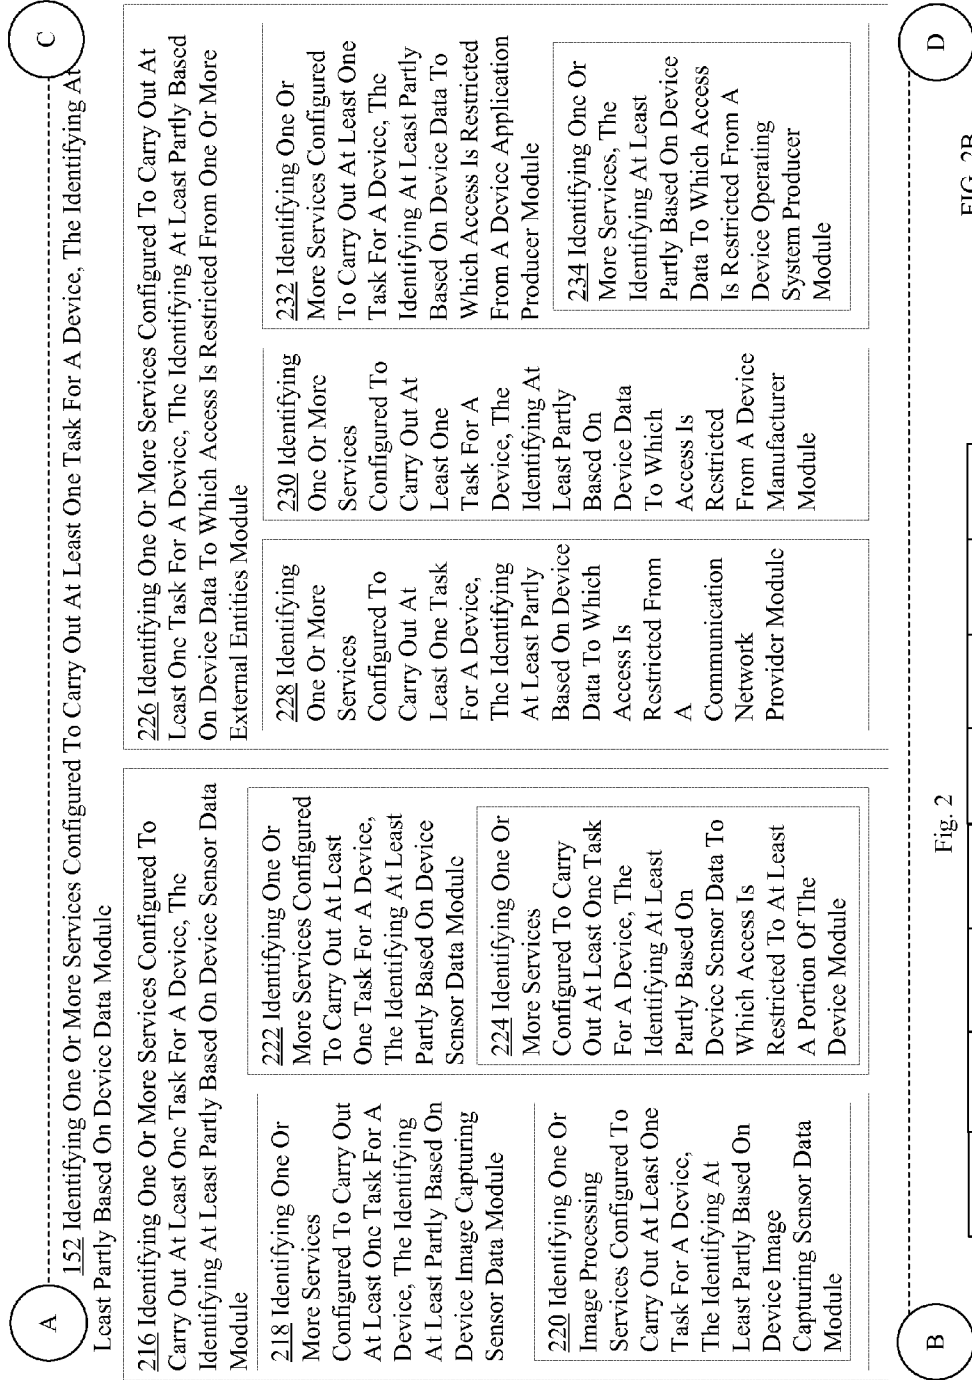 A
C
152 Identifying One Or More Services Configured To Carry Out At Least One Task For A Device, The Identifying At
Least Partly Based On Device Data Module
216 Identifying One Or More Services Configured To
Carry Out At Least One Task For A Device, The
Identifying At Least Partly Based On Device Sensor Data
Module
218 Identifying One Or
More Services
Configured To Carry Out
At Least One Task For A
Device, The Identifying
At Least Partly Based On
Device Image Capturing
Sensor Data Module
220 Identifying One Or
Image Processing
Services Configured To
Carry Out At Least One
Task For A Device,
The Identifying At
Least Partly Based On
Device Image
Capturing Sensor Data
Module
222 Identifying One Or
More Services Configured
To Carry Out At Least
One Task For A Device,
The Identifying At Least
Partly Based On Device
Sensor Data Module
224 Identifying One Or
More Services
Configured To Carry
Out At Least One Task
For A Device, The
Identifying At Least
Partly Based On
Device Sensor Data To
Which Access Is
Restricted To At Least
A Portion Of The
Device Module
226 Identifying One Or More Services Configured To Carry Out At
Least One Task For A Device, The Identifying At Least Partly Based
On Device Data To Which Access Is Restricted From One Or More
External Entities Module
228 Identifying
One Or More
Services
Configured To
Carry Out At
Least One Task
For A Device,
The Identifying
At Least Partly
Based On Device
Data To Which
Access Is
Restricted From
A
Communication
Network
Provider Module
230 Identifying
One Or More
Services
Configured To
Carry Out At
Least One
Task For A
Device, The
Identifying At
Least Partly
Based On
Device Data
To Which
Access Is
Restricted
From A Device
Manufacturer
Module
232 Identifying One Or
More Services Configured
To Carry Out At Least One
Task For A Device, The
Identifying At Least Partly
Based On Device Data To
Which Access Is Restricted
From A Device Application
Producer Module
234 Identifying One Or
More Services, The
Identifying At Least
Partly Based On Device
Data To Which Access
Is Restricted From A
Device Operating
System Producer
Module
B
D
Fig. 2
FIG. 2B